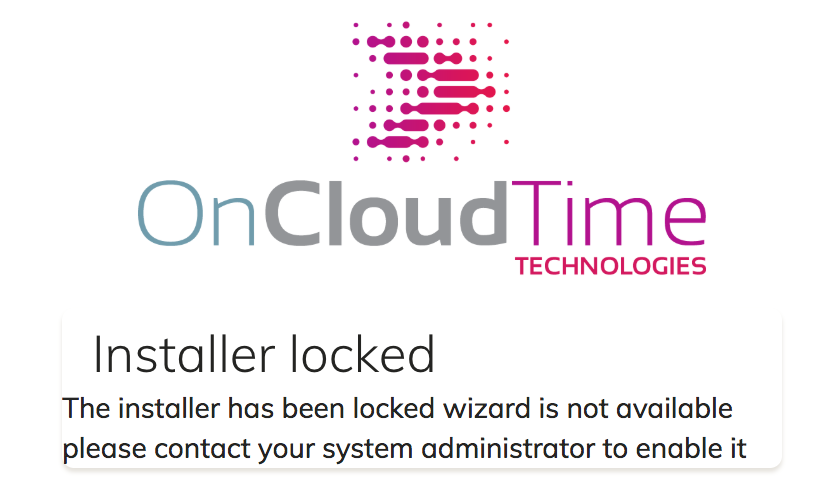 OnCloudTime
TECHNOLOGIES
Installer locked
The installer has been locked wizard is not available
please contact your system administrator to enable it